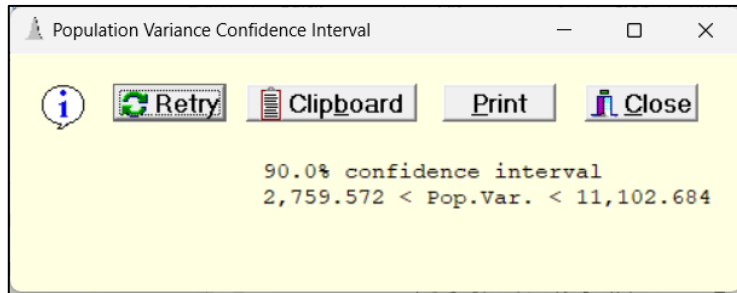 Population Variance Confidence Interval
Retry Clipboard Print Close
90.0% confidence interval
2,759.572 < Pop.Var. < 11,102.684